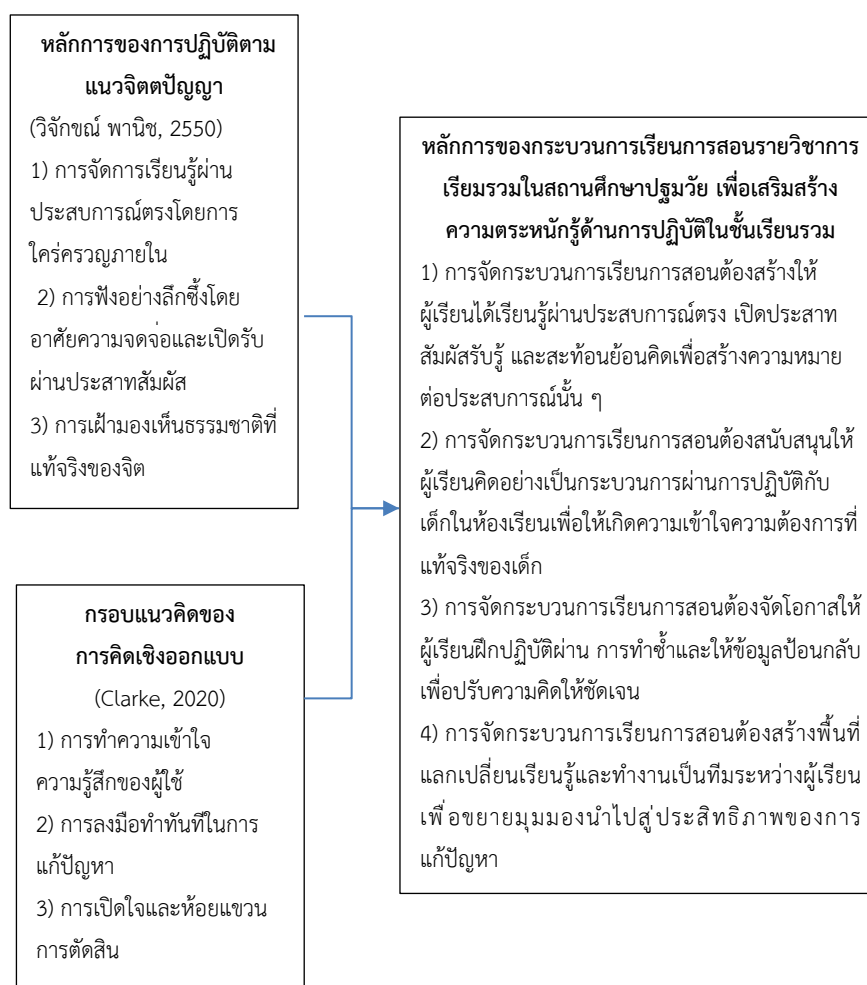 หลักการของการปฏิบัติตาม
แนวจิตตปัญญา
(วิจักขณ์ พานิช, 2550)
1) การจัดการเรียนรู้ผ่าน
ประสบการณ์ตรงโดยการ
ใคร่ครวญภายใน
2) การฟังอย่างลึกซึ้งโดย
อาศัยความจดจ่อและเปิดรับ
ผ่านประสาทสัมผัส
3) การเฝ้ามองเห็นธรรมชาติที่
แท้จริงของจิต
กรอบแนวคิดของ
การคิดเชิงออกแบบ
(Clarke, 2020)
1) การทำความเข้าใจ
ความรู้สึกของผู้ใช้
2) การลงมือทำทันทีในการ
แก้ปัญหา
3) การเปิดใจและห้อยแขวน
การตัดสิน
หลักการของกระบวนการเรียนการสอนรายวิชาการ
เรียมรวมในสถานศึกษาปฐมวัย เพื่อเสริมสร้าง
ความตระหนักรู้ด้านการปฏิบัติในชั้นเรียนรวม
1) การจัดกระบวนการเรียนการสอนต้องสร้างให้
ผู้เรียนได้เรียนรู้ผ่านประสบการณ์ตรง เปิดประสาท
สัมผัสรับรู้ และสะท้อนย้อนคิดเพื่อสร้างความหมาย
ต่อประสบการณ์นั้น ๆ
2) การจัดกระบวนการเรียนการสอนต้องสนับสนุนให้
ผู้เรียนคิดอย่างเป็นกระบวนการผ่านการปฏิบัติกับ
เด็กในห้องเรียนเพื่อให้เกิดความเข้าใจความต้องการที่
แท้จริงของเด็ก
3) การจัดกระบวนการเรียนการสอนต้องจัดโอกาสให้
ผู้เรียนฝึกปฏิบัติผ่าน การทำซ้ำและให้ข้อมูลป้อนกลับ
เพื่อปรับความคิดให้ชัดเจน
4) การจัดกระบวนการเรียนการสอนต้องสร้างพื้นที่
แลกเปลี่ยนเรียนรู้และทำงานเป็นทีมระหว่างผู้เรียน
เพื่อขยายมุมมองนำไปสู่ประสิทธิภาพของการ
แก้ปัญหา